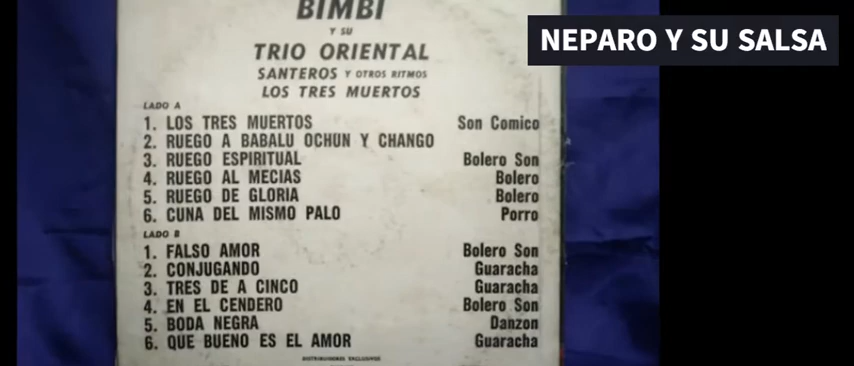 BIMBI
Y SU
TRIO ORIENTAL
SANTEROS Y OTROS RITMOS
LOS TRES MUERTOS
LADO A
1. LOS TRES MUERTOS Son Comico
2. RUEGO A BABALU OCHUN Y CHANGO
3. RUEGO ESPIRITUAL Bolero Son
4. RUEGO AL MECIAS Bolero
5. RUEGO DE GLORIA Bolero
6. CUNA DEL MISMO PALO Porro
LADO B
1. FALSO AMOR Bolero Son
2. CONJUGANDO Guaracha
3. TRES DE A CINCO Guaracha
4. EN EL CENDERO Bolero Son
5. BODA NEGRA Danzon
6. QUE BUENO ES EL AMOR Guaracha
DISTRIBUIDORES EXCLUSIVOS
NEPARO Y SU SALSA